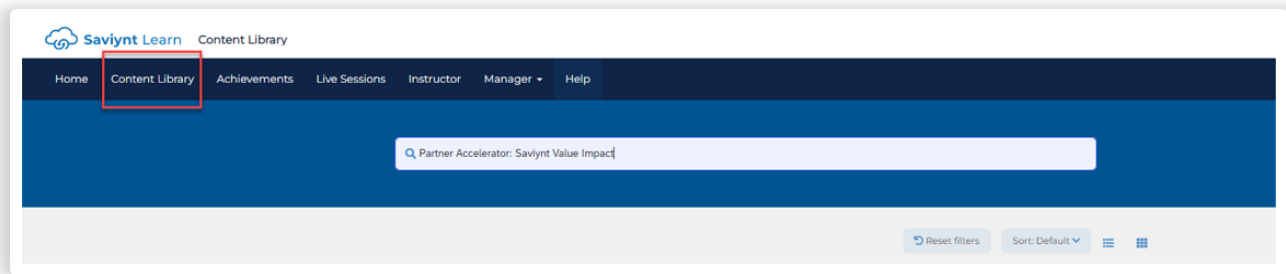 Saviynt Learn Content Library
Home Content Library Achievements Live Sessions Instructor Manager Help
Partner Accelerator: Saviynt Value Impact
Reset filters Sort: Default